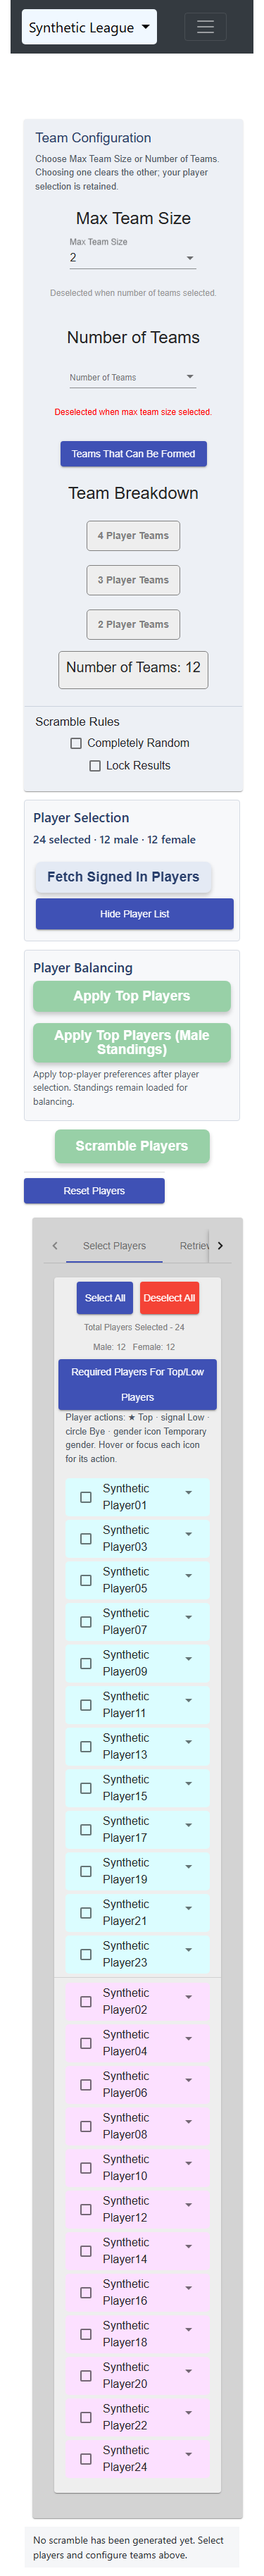 Synthetic League
Team Configuration
Choose Max Team Size or Number of Teams.
Choosing one clears the other; your player
selection is retained.
Max Team Size
Max Team Size
2
Deselected when number of teams selected.
Number of Teams
Number of Teams
Deselected when max team size selected.
Teams That Can Be Formed
Team Breakdown
4 Player Teams
3 Player Teams
2 Player Teams
Number of Teams: 12
Scramble Rules
Completely Random
Lock Results
Player Selection
24 selected · 12 male · 12 female
Fetch Signed In Players
Hide Player List
Player Balancing
Apply Top Players
Apply Top Players (Male
Standings)
Apply top-player preferences after player
selection. Standings remain loaded for
balancing.
Scramble Players
Reset Players
Select Players
Retriev
Select All
Deselect All
Total Players Selected - 24
Male: 12 Female: 12
Required Players For Top/Low
Players
Player actions: ★ Top · signal Low ·
circle Bye · gender icon Temporary
gender. Hover or focus each icon
for its action.
Synthetic
Player01
Synthetic
Player03
Synthetic
Player05
Synthetic
Player07
Synthetic
Player09
Synthetic
Player11
Synthetic
Player13
Synthetic
Player15
Synthetic
Player17
Synthetic
Player19
Synthetic
Player21
Synthetic
Player23
Synthetic
Player02
Synthetic
Player04
Synthetic
Player06
Synthetic
Player08
Synthetic
Player10
Synthetic
Player12
Synthetic
Player14
Synthetic
Player16
Synthetic
Player18
Synthetic
Player20
Synthetic
Player22
Synthetic
Player24
No scramble has been generated yet. Select
players and configure teams above.